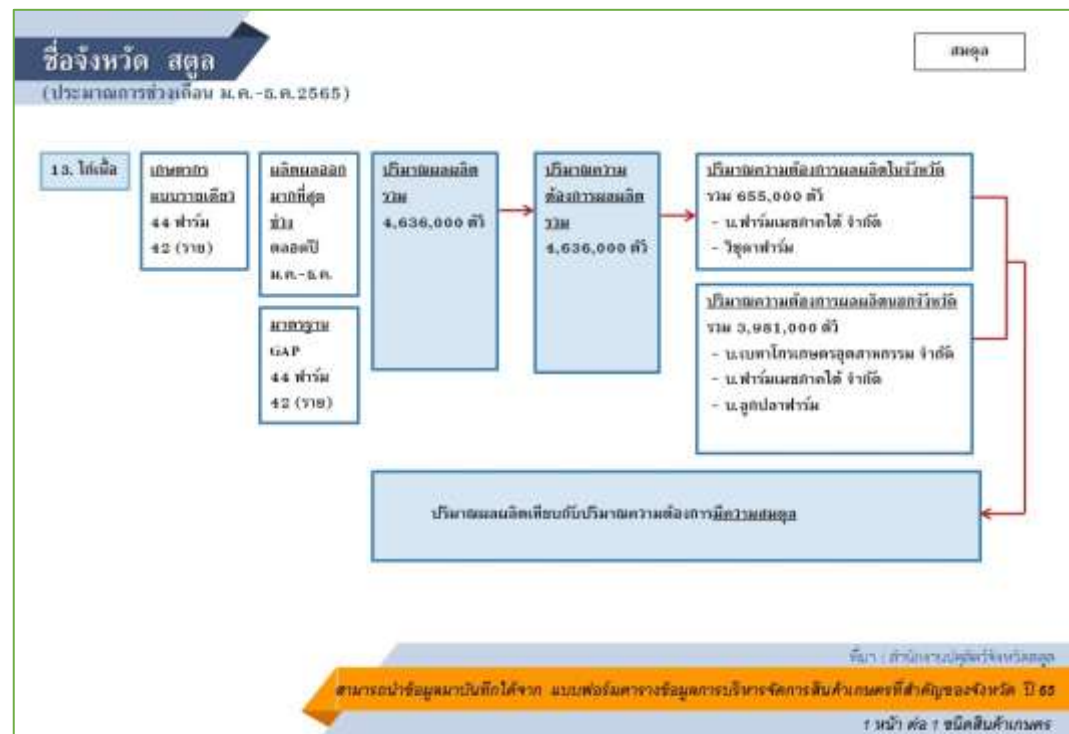 ชื่อจังหวัด สตูล
(ประมาณการช่วงเดือน ม.ค.-ธ.ค.2565)
สมดุล
13. ไก่เนื้อ
เกษตรกร
แบบรายเดียว
44 ฟาร์ม
42 (ราย)
ผลิตผลออก
มากที่สุด
ช่วง
ตลอดปี
ม.ค.-ธ.ค.
มาตรฐาน
GAP
44 ฟาร์ม
42 (ราย)
ปริมาณผลผลิต
รวม
4,636,000 ตัว
ปริมาณความ
ต้องการผลผลิต
รวม
4,636,000 ตัว
ปริมาณความต้องการผลผลิตในจังหวัด
รวม 655,000 ตัว
- บ.ฟาร์มเมซภาคใต้ จำกัด
- วิชุดาฟาร์ม
ปริมาณความต้องการผลผลิตนอกจังหวัด
รวม 3,981,000 ตัว
- บ.เบทาโกรเกษตรอุตสาหกรรม จำกัด
- บ.ฟาร์มเมซภาคใต้ จำกัด
- บ.ลูกปลาฟาร์ม
ปริมาณผลผลิตเทียบกับปริมาณความต้องการมีความสมดุล
ที่มา : สำนักงานปศุสัตว์จังหวัดสตูล
สามารถนำข้อมูลมาบันทึกได้จาก แบบฟอร์มตารางข้อมูลการบริหารจัดการสินค้าเกษตรที่สำคัญของจังหวัด ปี 65
1 หน้า ต่อ 1 ชนิดสินค้าเกษตร